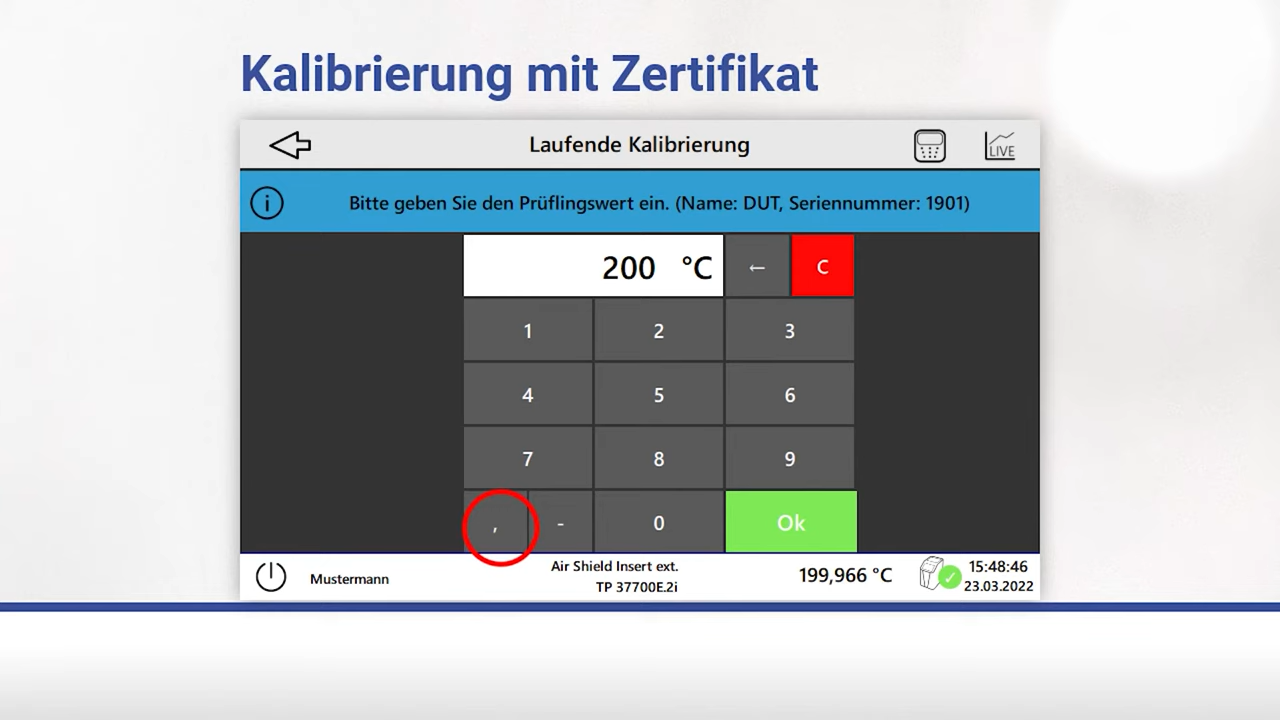 Kalibrierung mit Zertifikat
Laufende Kalibrierung
LIVE
Bitte geben Sie den Prüflingswert ein. (Name: DUT, Seriennummer: 1901)
200 °C ← C
1 2 3
4 5 6
7 8 9
, - 0 Ok
Mustermann
Air Shield Insert ext.
TP 37700E.2i
199,966 °C
15:48:46
23.03.2022